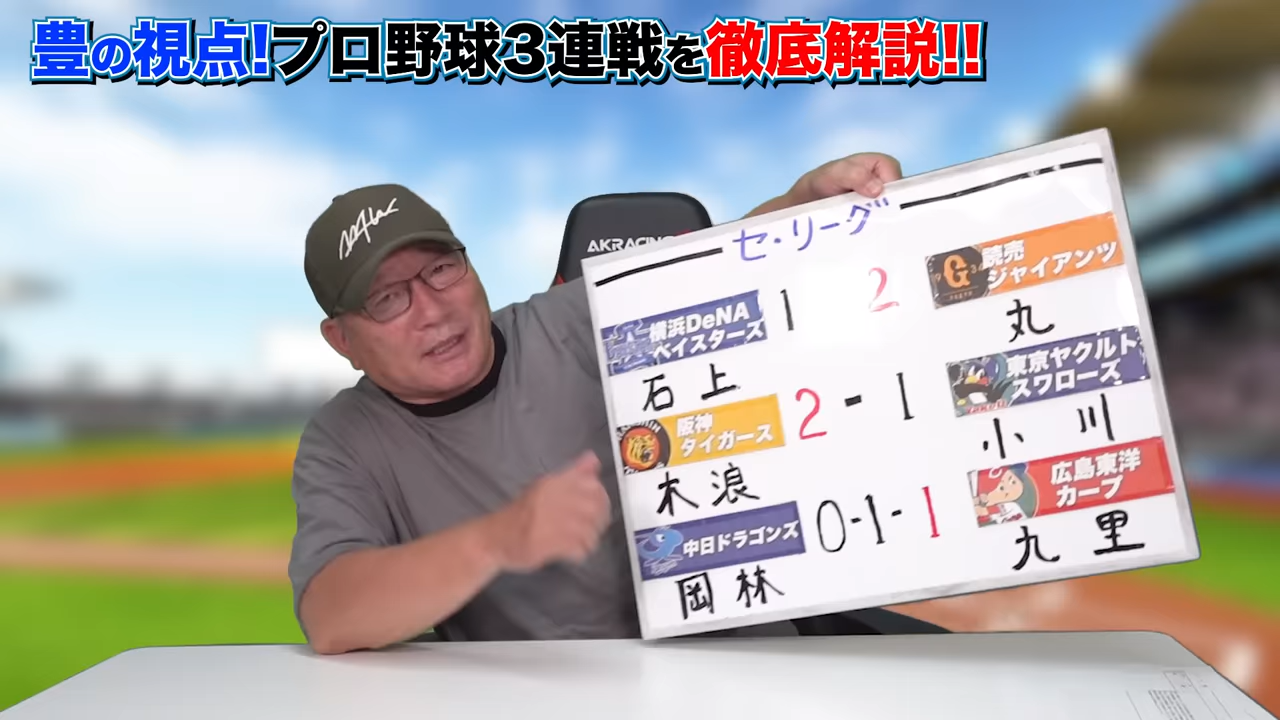 豊の視点!プロ野球3連戦を徹底解説!!
AKRACING
セ・リーグ
横浜DeNA
ベイスターズ
1 2
読売
ジャイアンツ
石上
丸
阪神
タイガース
2-1
東京ヤクルト
スワローズ
木浪
小川
中日ドラゴンズ
0-1-1
広島東洋
カープ
岡林
九里